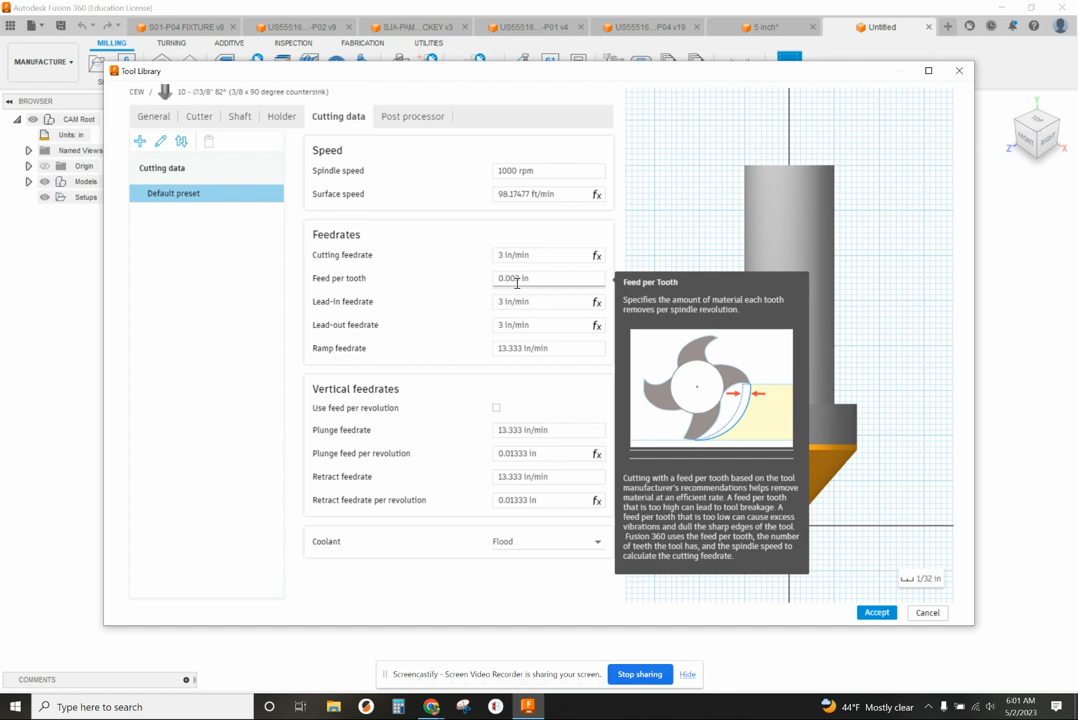 Autodesk Fusion 360 (Education License)
S01-P04 FIXTURE v8
US55516...-P02 v9
SJA-PAM...CKEY v3
US55516...-P01 v4
US55516...P04 v19
5 inch*
Untitled
MILLING TURNING ADDITIVE INSPECTION FABRICATION UTILITIES
MANUFACTURE
Tool Library
CEW / 10 - Ø3/8" 82° (3/8 x 90 degree countersink)
BROWSER
CAM Root
Units: in
Named Views
Origin
Models
Setups
General Cutter Shaft Holder Cutting data Post processor
Cutting data
Default preset
Speed
Spindle speed 1000 rpm
Surface speed 98.17477 ft/min fx
Feedrates
Cutting feedrate 3 in/min fx
Feed per tooth in
Lead-in feedrate 3 in/min fx
Lead-out feedrate 3 in/min fx
Ramp feedrate 13.333 in/min
Vertical feedrates
Use feed per revolution
Plunge feedrate 13.333 in/min
Plunge feed per revolution 0.01333 in fx
Retract feedrate 13.333 in/min
Retract feedrate per revolution 0.01333 in fx
Coolant Flood
Feed per Tooth
Specifies the amount of material each tooth
removes per spindle revolution.
Cutting with a feed per tooth based on the tool
manufacturer's recommendations helps remove
material at an efficient rate. A feed per tooth
that is too high can lead to tool breakage. A
feed per tooth that is too low can cause excess
vibrations and dull the sharp edges of the tool.
Fusion 360 uses the feed per tooth, the number
of teeth the tool has, and the spindle speed to
calculate the cutting feedrate.
1/32 in
Accept Cancel
Y
TOP
FRONT RIGHT
Z X
COMMENTS
Screencastify - Screen Video Recorder is sharing your screen.
Stop sharing
Hide
Type here to search
44°F Mostly clear
6:01 AM
5/2/2023